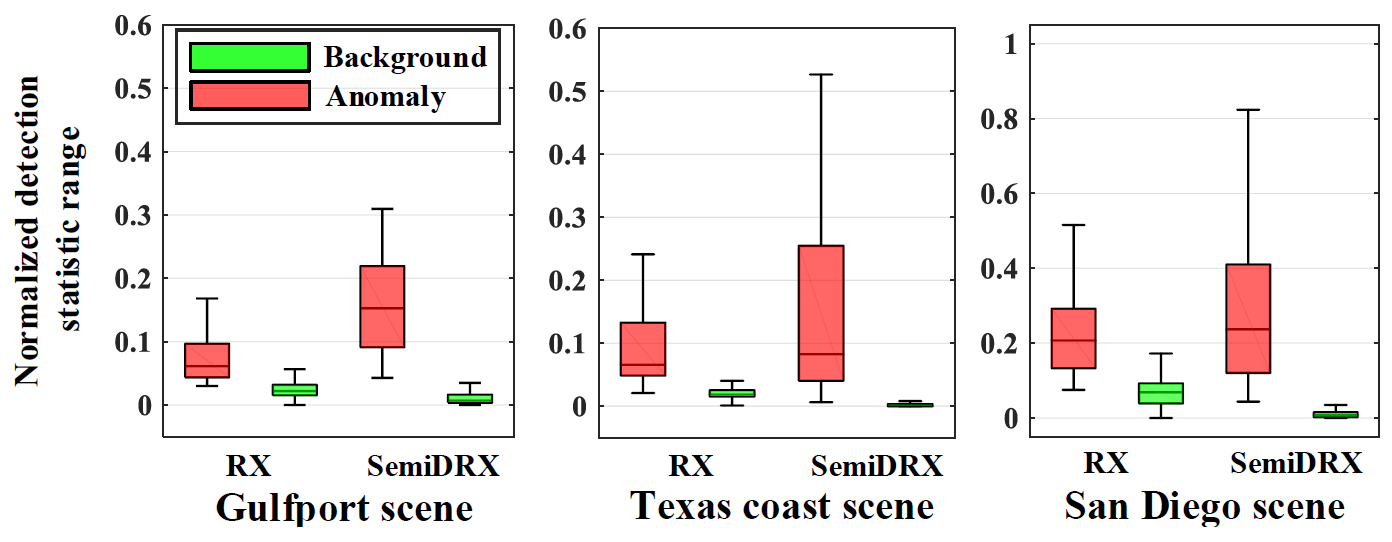 Normalized detection
statistic range
0.6
0.5
0.4
0.3
0.2
0.1
0
Background
Anomaly
RX SemiDRX
Gulfport scene
0.6
0.5
0.4
0.3
0.2
0.1
0
RX SemiDRX
Texas coast scene
1
0.8
0.6
0.4
0.2
0
RX SemiDRX
San Diego scene